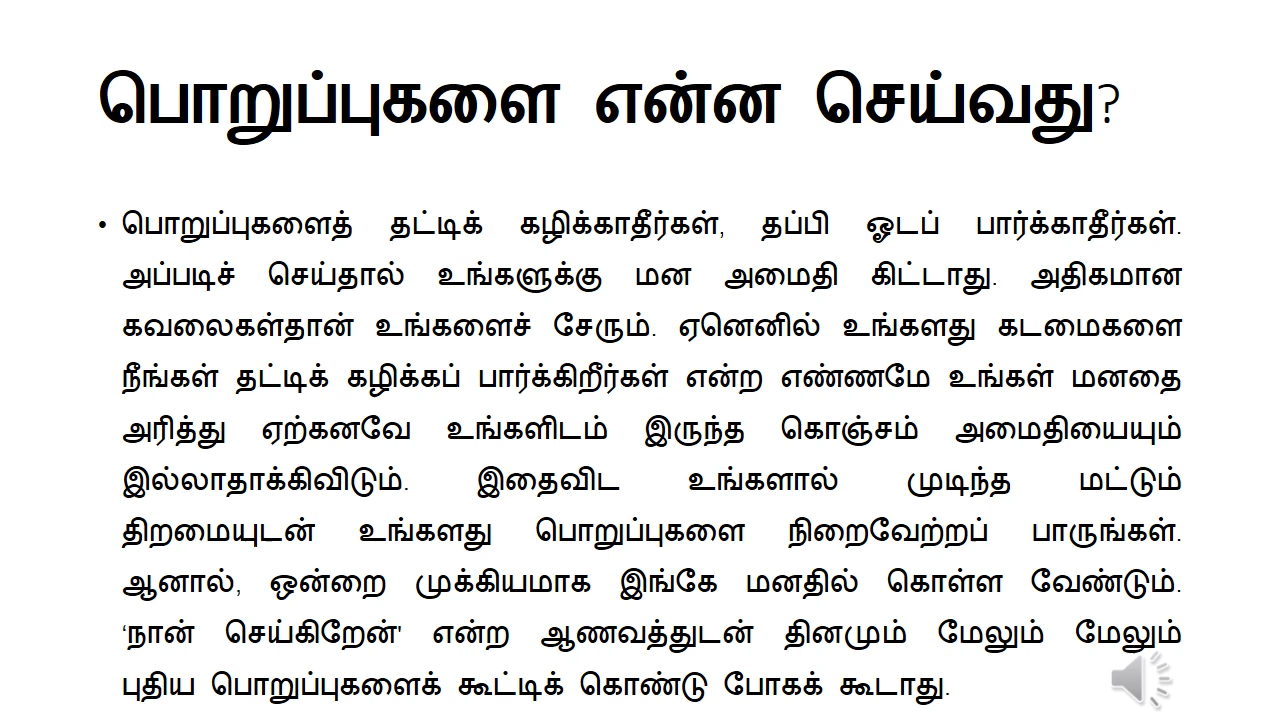 பொறுப்புகளை என்ன செய்வது?
• பொறுப்புகளைத் தட்டிக் கழிக்காதீர்கள், தப்பி ஓடப் பார்க்காதீர்கள்.
அப்படிச் செய்தால் உங்களுக்கு மன அமைதி கிட்டாது. அதிகமான
கவலைகள்தான் உங்களைச் சேரும். ஏனெனில் உங்களது கடமைகளை
நீங்கள் தட்டிக் கழிக்கப் பார்க்கிறீர்கள் என்ற எண்ணமே உங்கள் மனதை
அரித்து ஏற்கனவே உங்களிடம் இருந்த கொஞ்சம் அமைதியையும்
இல்லாதாக்கிவிடும். இதைவிட உங்களால் முடிந்த மட்டும்
திறமையுடன் உங்களது பொறுப்புகளை நிறைவேற்றப் பாருங்கள்.
ஆனால், ஒன்றை முக்கியமாக இங்கே மனதில் கொள்ள வேண்டும்.
‘நான் செய்கிறேன்' என்ற ஆணவத்துடன் தினமும் மேலும் மேலும்
புதிய பொறுப்புகளைக் கூட்டிக் கொண்டு போகக் கூடாது.